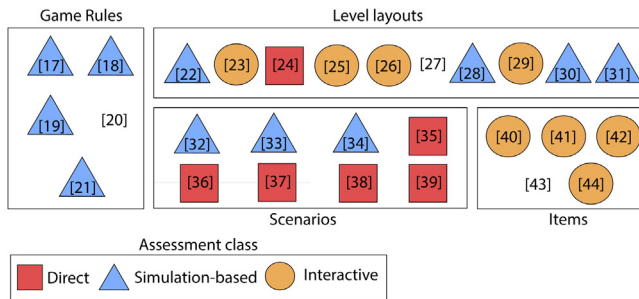 Game Rules
Level layouts
[17] [18]
[19] [20]
[21]
[22] [23] [24] [25] [26] [27] [28] [29] [30] [31]
[32] [33] [34] [35]
[36] [37] [38] [39]
Scenarios
[40] [41] [42]
[43] [44]
Items
Assessment class
Direct Simulation-based Interactive